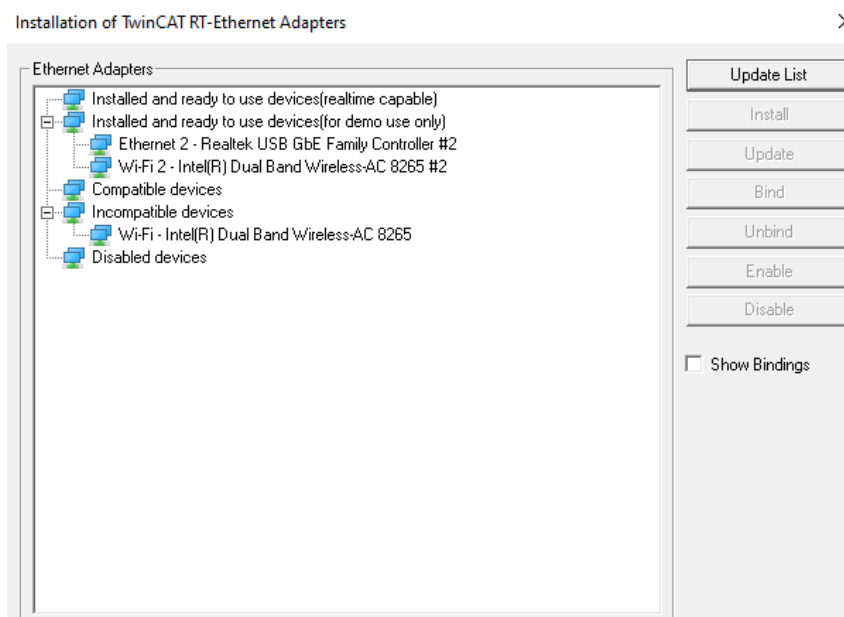 Installation of TwinCAT RT-Ethernet Adapters
Ethernet Adapters
Installed and ready to use devices(realtime capable)
Installed and ready to use devices(for demo use only)
Ethernet 2 - Realtek USB GbE Family Controller #2
Wi-Fi 2 - Intel(R) Dual Band Wireless-AC 8265 #2
Compatible devices
Incompatible devices
Wi-Fi - Intel(R) Dual Band Wireless-AC 8265
Disabled devices
Update List
Install
Update
Bind
Unbind
Enable
Disable
Show Bindings